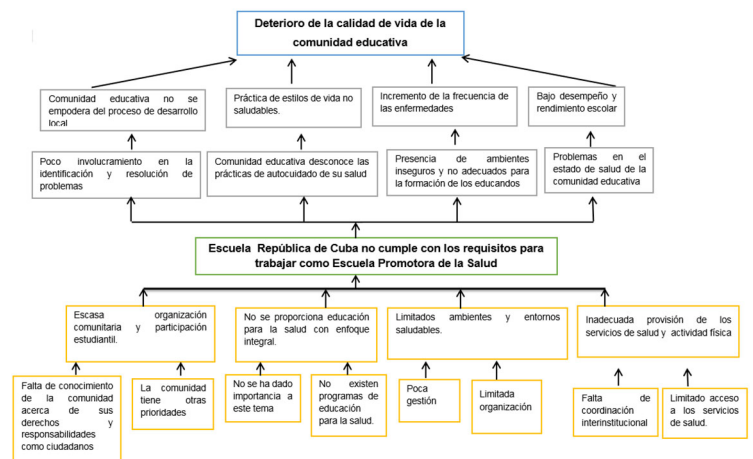 Deterioro de la calidad de vida de la
comunidad educativa
Comunidad educativa no se
empodera del proceso de desarrollo
local
Práctica de estilos de vida no
saludables.
Incremento de la frecuencia de
las enfermedades
Bajo desempeño y
rendimiento escolar
Poco involucramiento en la
identificación y resolución de
problemas
Comunidad educativa desconoce las
prácticas de autocuidado de su salud
Presencia de ambientes
inseguros y no adecuados para
la formación de los educandos
Problemas en el
estado de salud de la
comunidad educativa
Escuela República de Cuba no cumple con los requisitos para
trabajar como Escuela Promotora de la Salud
Escasa organización
comunitaria y participación
estudiantil.
No se proporciona educación
para la salud con enfoque
integral.
Limitados ambientes y entornos
saludables.
Inadecuada provisión de los
servicios de salud y actividad física
Falta de conocimiento
de la comunidad
acerca de sus
derechos y
responsabilidades
como ciudadanos
La comunidad
tiene otras
prioridades
No se ha dado
importancia a
este tema
No existen
programas de
educación
para la salud.
Poca
gestión
Limitada
organización
Falta de
coordinación
interinstitucional
Limitado acceso
a los servicios
de salud.